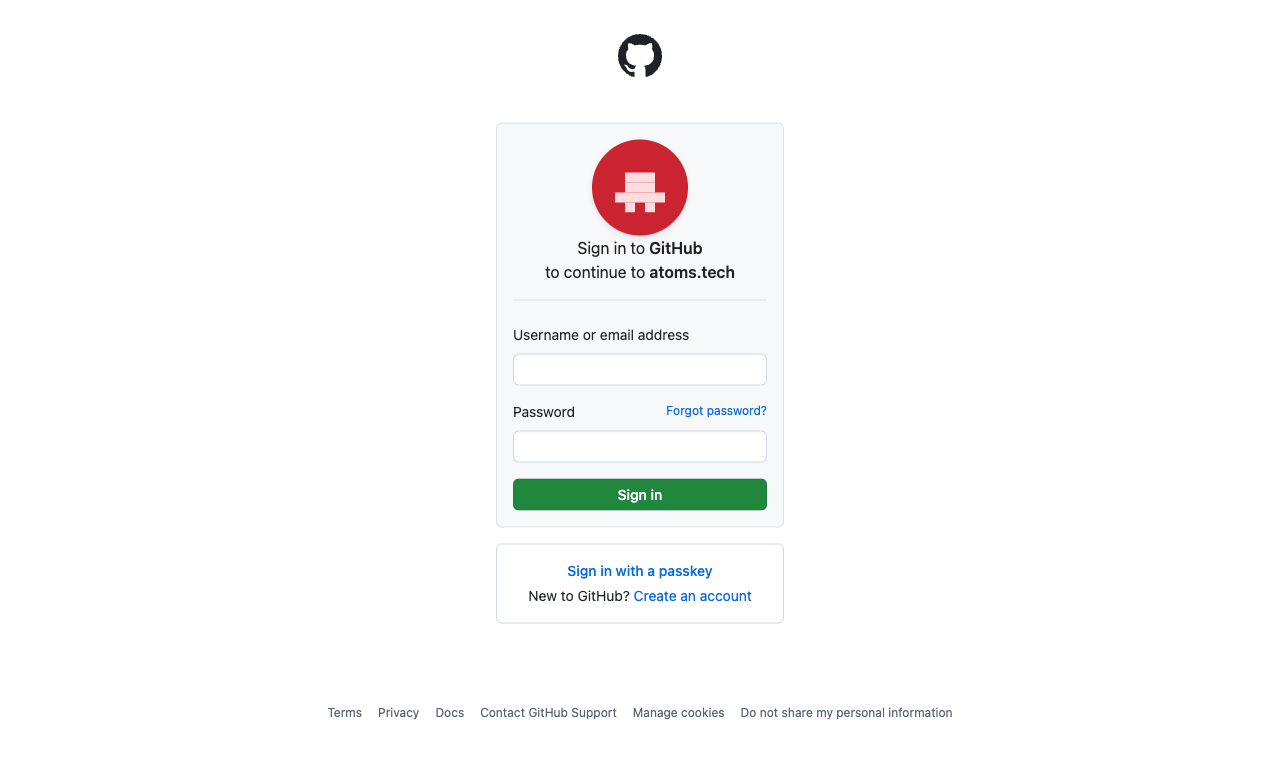 Sign in to GitHub
to continue to atoms.tech
Username or email address
Password Forgot password?
Sign in
Sign in with a passkey
New to GitHub? Create an account
Terms Privacy Docs Contact GitHub Support Manage cookies Do not share my personal information